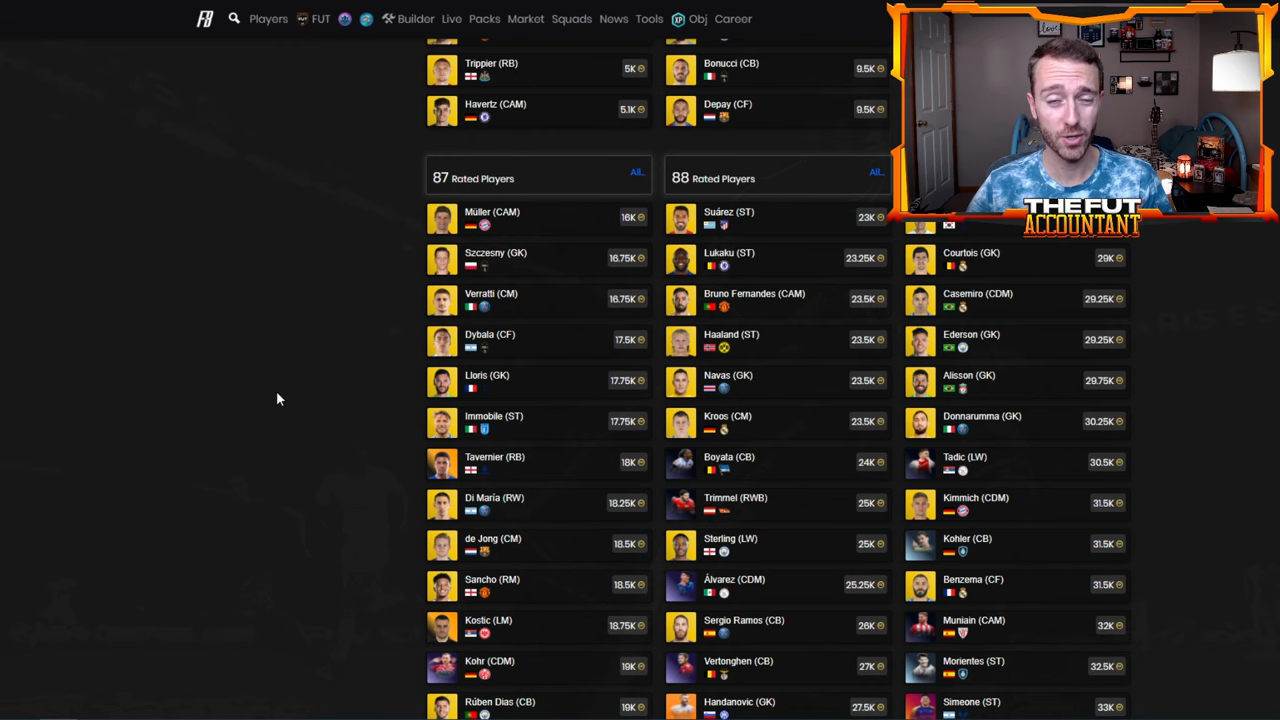 FB Players FUT Builder Live Packs Market Squads News Tools XP Obj Career
Trippier (RB) 5K
Bonucci (CB) 9.5K
Havertz (CAM) 5.1K
Depay (CF) 9.5K
87 Rated Players All..
88 Rated Players All..
THE FUT
ACCOUNTANT
Müller (CAM) 16K
Suárez (ST) 23K
Szczesny (GK) 16.75K
Lukaku (ST) 23.25K
Courtois (GK) 29K
Verratti (CM) 16.75K
Bruno Fernandes (CAM) 23.5K
Casemiro (CDM) 29.25K
Dybala (CF) 17.5K
Haaland (ST) 23.5K
Ederson (GK) 29.25K
Lloris (GK) 17.75K
Navas (GK) 23.5K
Alisson (GK) 29.75K
Immobile (ST) 17.75K
Kroos (CM) 23.5K
Donnarumma (GK) 30.25K
Tavernier (RB) 18K
Boyata (CB) 24K
Tadic (LW) 30.5K
Di María (RW) 18.25K
Trimmel (RWB) 25K
Kimmich (CDM) 31.5K
de Jong (CM) 18.5K
Sterling (LW) 25K
Kohler (CB) 31.5K
Sancho (RM) 18.5K
Álvarez (CDM) 25.25K
Benzema (CF) 31.5K
Kostic (LM) 18.75K
Sergio Ramos (CB) 26K
Muniain (CAM) 32K
Kohr (CDM) 19K
Vertonghen (CB) 27K
Morientes (ST) 32.5K
Rúben Dias (CB) 19K
Handanovic (GK) 27.5K
Simeone (ST) 33K